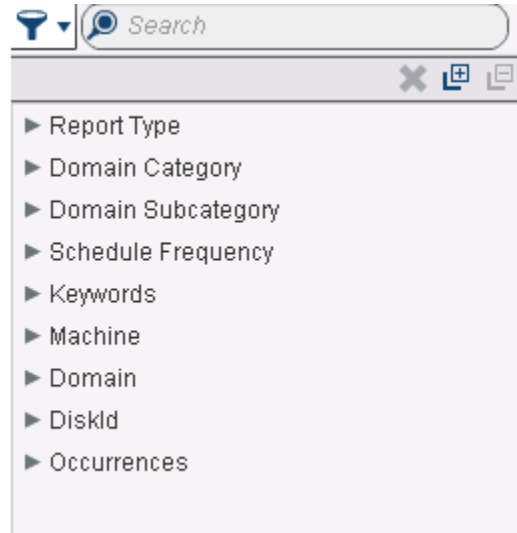 Search
Report Type
Domain Category
Domain Subcategory
Schedule Frequency
Keywords
Machine
Domain
DiskId
Occurrences